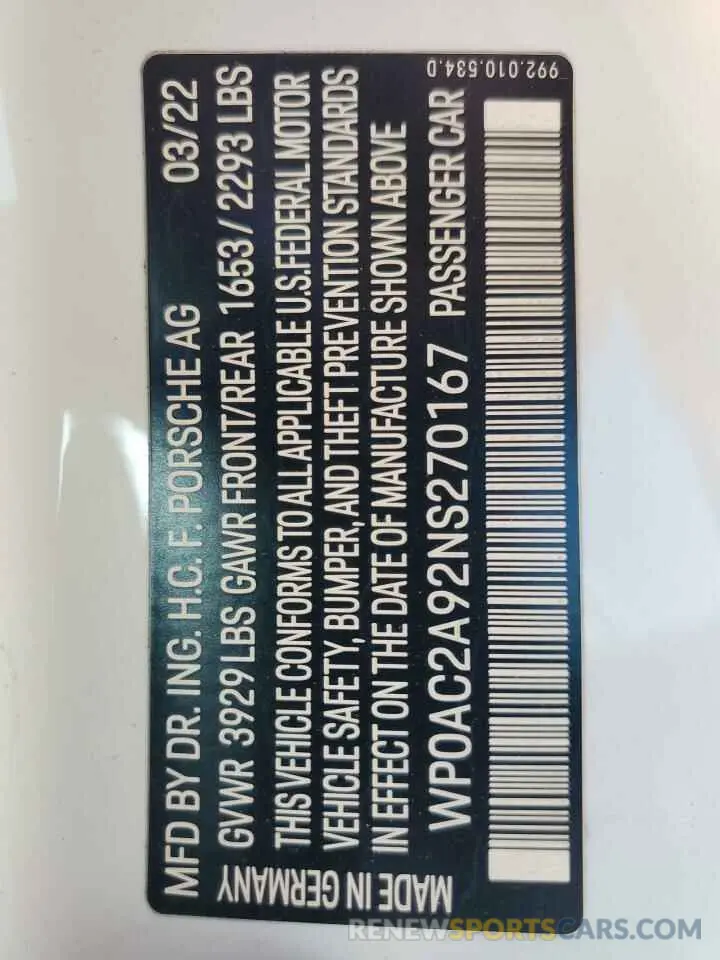 MFD BY DR. ING. H.C. F. PORSCHE AG 03/22
GVWR 3929 LBS GAWR FRONT/REAR 1653 / 2293 LBS
THIS VEHICLE CONFORMS TO ALL APPLICABLE U.S. FEDERAL MOTOR
VEHICLE SAFETY, BUMPER, AND THEFT PREVENTION STANDARDS
IN EFFECT ON THE DATE OF MANUFACTURE SHOWN ABOVE
WP0AC2A92NS270167 PASSENGER CAR
MADE IN GERMANY
992.010.534.D
RENEWSPORTSCARS.COM